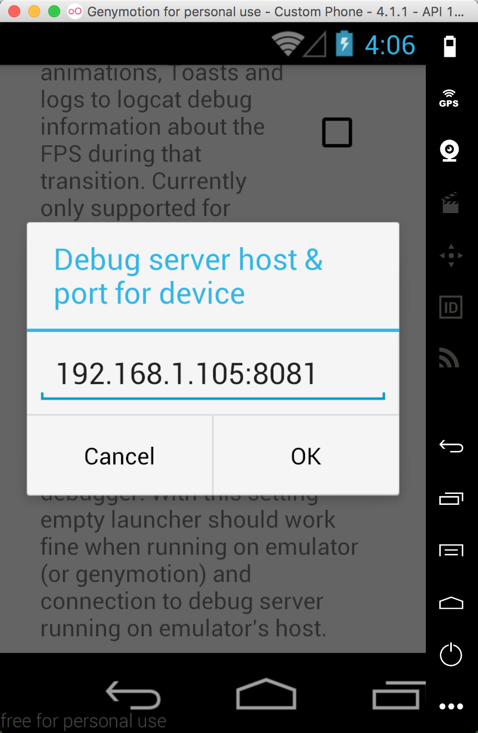 Genymotion for personal use - Custom Phone - 4.1.1 - API 1...
4:06
GPS
animations, Toasts and
logs to logcat debug
information about the
FPS during that
transition. Currently
only supported for
ID
Debug server host &
port for device
192.168.1.105:8081
Cancel
OK
debugger. With this setting
empty launcher should work
fine when running on emulator
(or genymotion) and
connection to debug server
running on emulator's host.
free for personal use